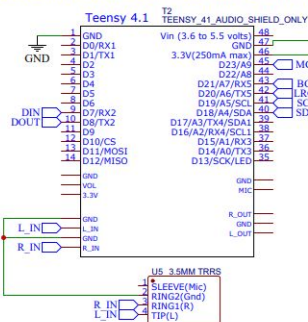 T2
Teensy 4.1 TEENSY_41_AUDIO_SHIELD_ONLY
1 GND Vin (3.6 to 5.5 volts) 48
2 D0/RX1 GND 47
3 D1/TX1 3.3V(250mA max) 46
4 D2 D23/A9 45
5 D3 D22/A8 44
6 D4 D21/A7/RX5 43
7 D5 D20/A6/TX5 42
8 D6 D19/A5/SCL 41
DIN 9 D7/RX2 D18/A4/SDA 40
DOUT 10 D8/TX2 D17/A3/TX4/SDA1 39
11 D9 D16/A2/RX4/SCL1 38
12 D10/CS D15/A1/RX3 37
13 D11/MOSI D14/A0/TX3 36
14 D12/MISO D13/SCK/LED 35
GND
GND GND
VOL MIC
3.3V
GND R_OUT
L_IN L_IN GND
GND L_OUT
R_IN R_IN
U5 3.5MM TRRS
1 SLEEVE(Mic)
2 RING2(Gnd)
R_IN 3 RING1(R)
L_IN 4 TIP(L)